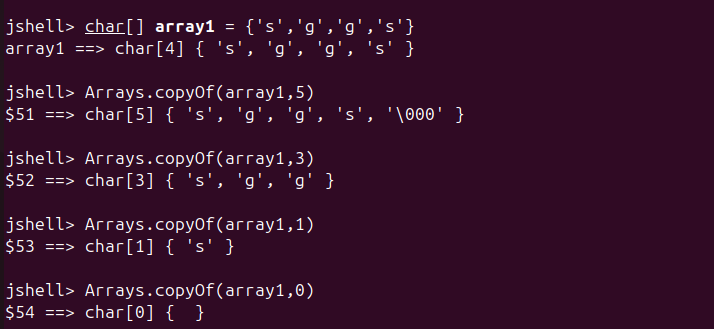 jshell> char[] array1 = {'s','g','g','s'}
array1 ==> char[4] { 's', 'g', 'g', 's' }
jshell> Arrays.copyOf(array1,5)
$51 ==> char[5] { 's', 'g', 'g', 's', '\000' }
jshell> Arrays.copyOf(array1,3)
$52 ==> char[3] { 's', 'g', 'g' }
jshell> Arrays.copyOf(array1,1)
$53 ==> char[1] { 's' }
jshell> Arrays.copyOf(array1,0)
$54 ==> char[0] {  }